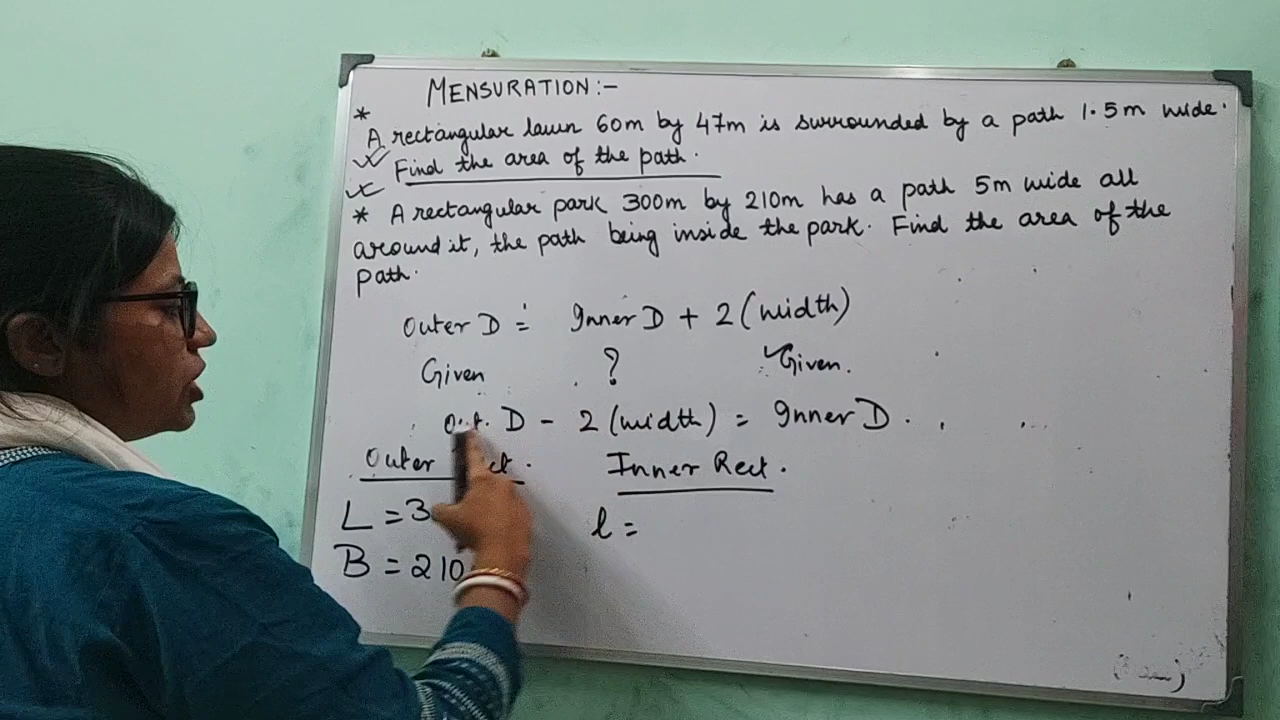 MENSURATION :-
* A rectangular lawn 60m by 47m is surrounded by a path 1.5m wide.
Find the area of the path.
* A rectangular park 300m by 210m has a path 5m wide all
around it, the path being inside the park. Find the area of the
path.
Outer D = Inner D + 2 (width)
Given ? Given.
Out. D - 2 (width) = Inner D.
Outer Inner Rect.
L = 3 l =
B = 210